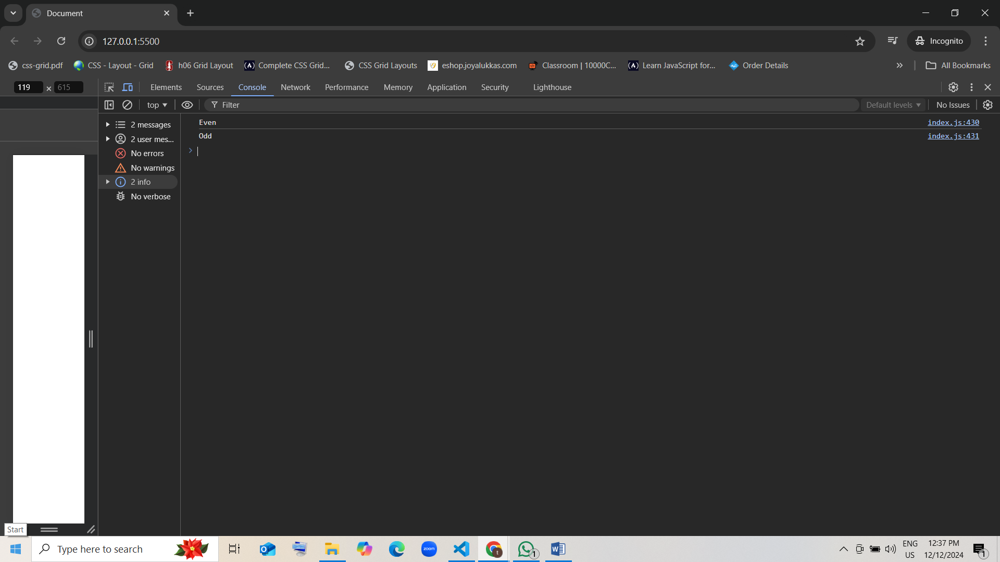 Document
127.0.0.1:5500
Incognito
css-grid.pdf
CSS - Layout - Grid
h06 Grid Layout
Complete CSS Grid...
CSS Grid Layouts
eshop.joyalukkas.com
Classroom | 10000C...
Learn JavaScript for...
Order Details
All Bookmarks
119 × 615
Elements
Sources
Console
Network
Performance
Memory
Application
Security
Lighthouse
top
Filter
Default levels
No Issues
2 messages
2 user mes...
No errors
No warnings
2 info
No verbose
Even index.js:430
Odd index.js:431
Start
Type here to search
zoom
1
ENG
US
12:37 PM
12/12/2024
1